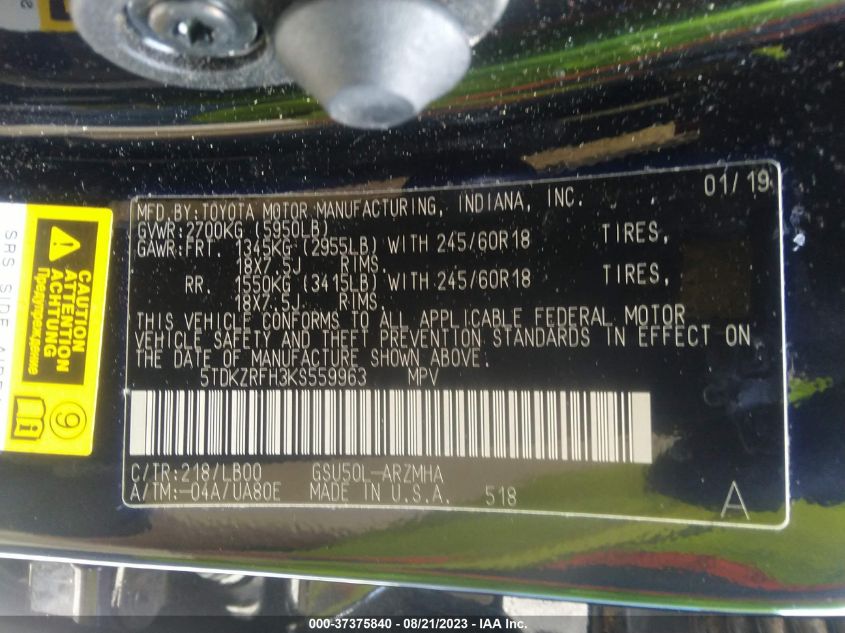 MFD.BY:TOYOTA MOTOR MANUFACTURING, INDIANA, INC. 01/19
GVWR:2700KG (5950LB)
GAWR:FRT. 1345KG (2955LB) WITH 245/60R18 TIRES,
18X7.5J RIMS.
RR. 1550KG (3415LB) WITH 245/60R18 TIRES,
18X7.5J RIMS.
THIS VEHICLE CONFORMS TO ALL APPLICABLE FEDERAL MOTOR
VEHICLE SAFETY AND THEFT PREVENTION STANDARDS IN EFFECT ON
THE DATE OF MANUFACTURE SHOWN ABOVE.
5TDKZRFH3KS559963 MPV
C/TR:218/LB00 GSU50L-ARZMHA
A/TM:-04A/UA80E MADE IN U.S.A. 518
A
CAUTION
ATTENTION
ACHTUNG
Предупреждение
SRS SIDE
000-37375840 - 08/21/2023 - IAA Inc.